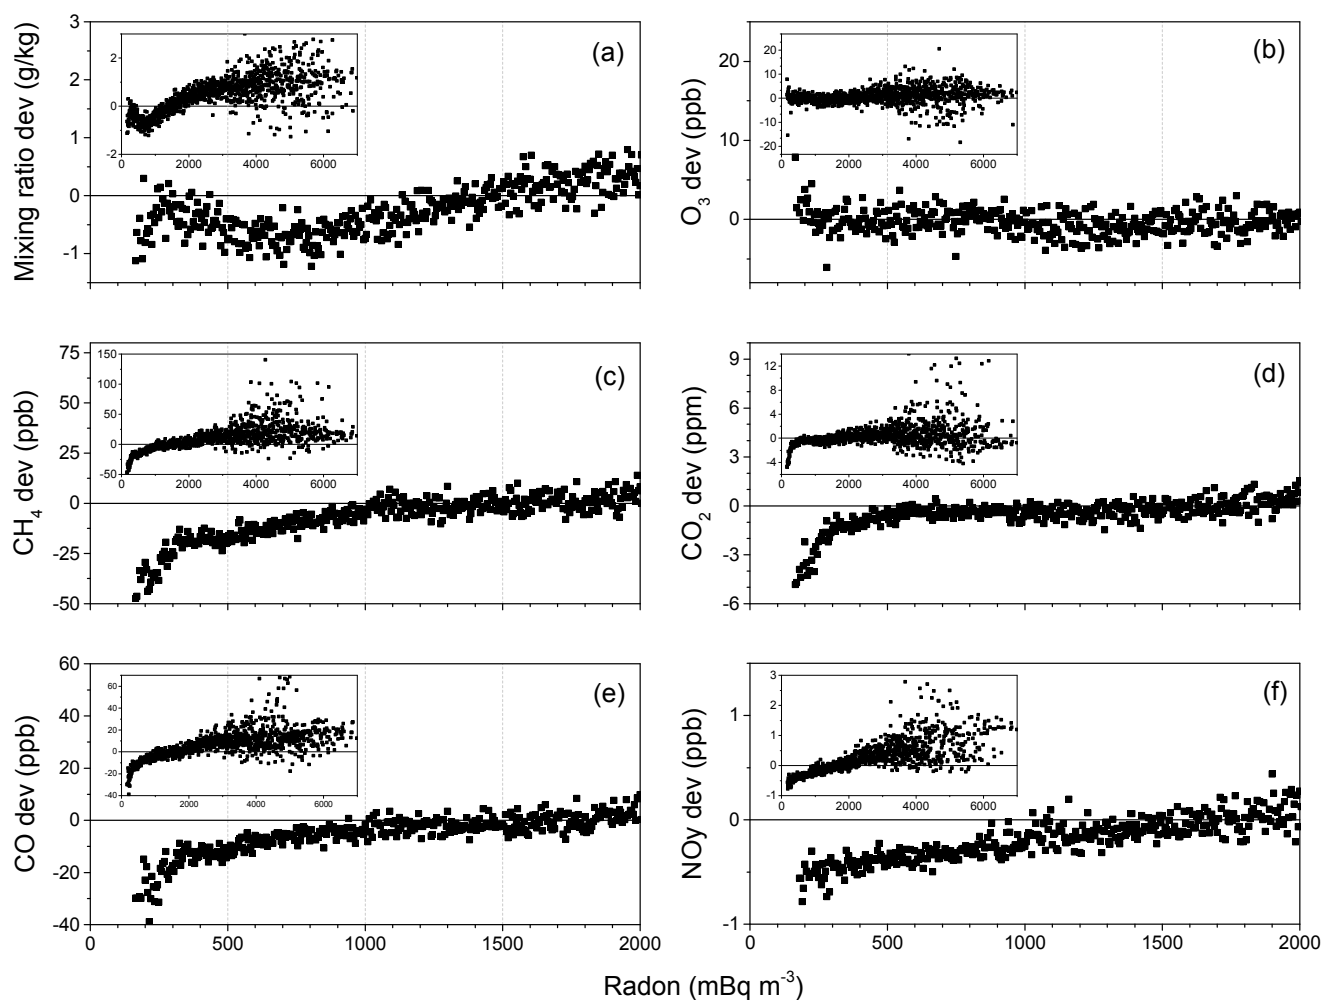 3
2
1
0
-1
Mixing ratio dev (g/kg)
(a)
2
0
-2
0 2000 4000 6000
20
10
0
O3 dev (ppb)
(b)
20
10
0
-10
-20
0 2000 4000 6000
75
50
25
0
-25
-50
CH4 dev (ppb)
(c)
150
100
50
0
-50
0 2000 4000 6000
9
6
3
0
-3
-6
CO2 dev (ppm)
(d)
12
8
4
0
-4
0 2000 4000 6000
60
40
20
0
-20
-40
CO dev (ppb)
(e)
60
40
20
0
-20
-40
0 2000 4000 6000
0 500 1000 1500 2000
1
0
-1
NOy dev (ppb)
(f)
3
2
1
0
-1
0 2000 4000 6000
0 500 1000 1500 2000
Radon (mBq m-3)